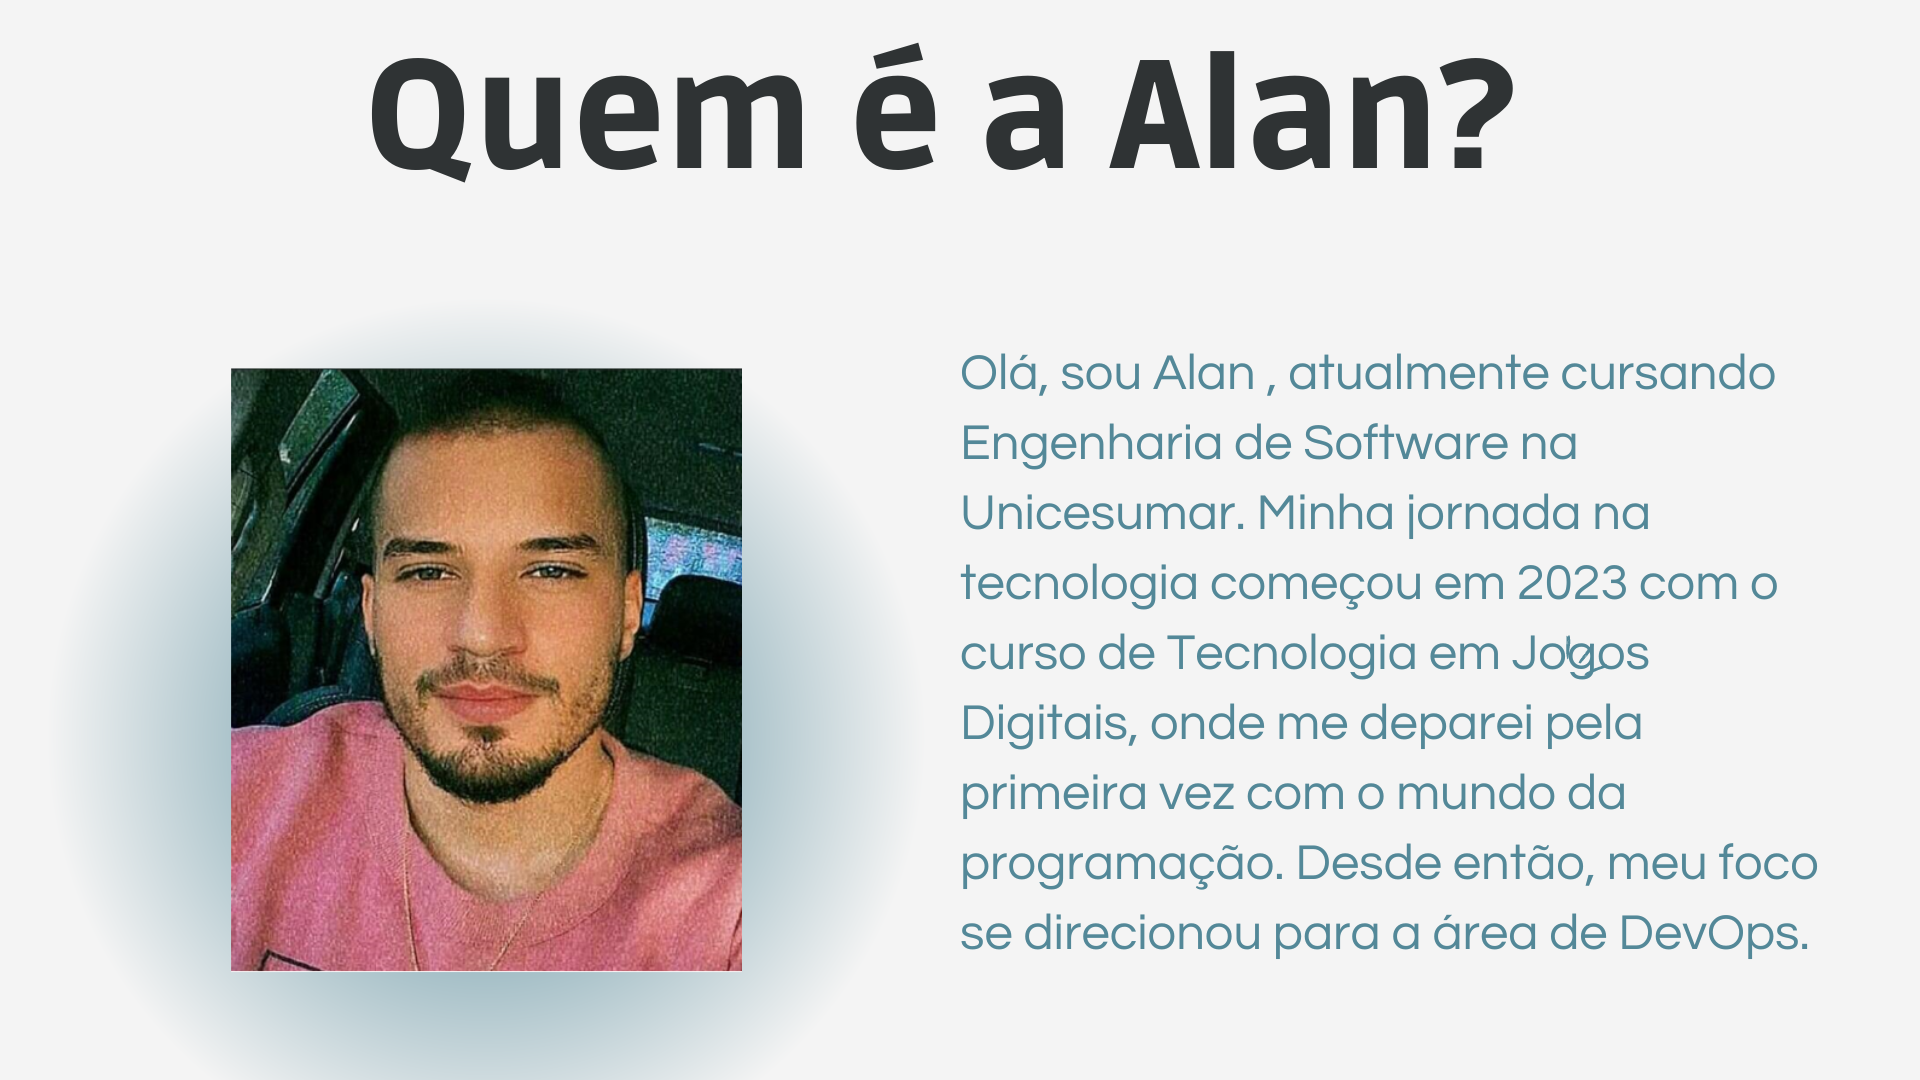 Quem é a Alan?
Olá, sou Alan , atualmente cursando
Engenharia de Software na
Unicesumar. Minha jornada na
tecnologia começou em 2023 com o
curso de Tecnologia em Jogos
Digitais, onde me deparei pela
primeira vez com o mundo da
programação. Desde então, meu foco
se direcionou para a área de DevOps.